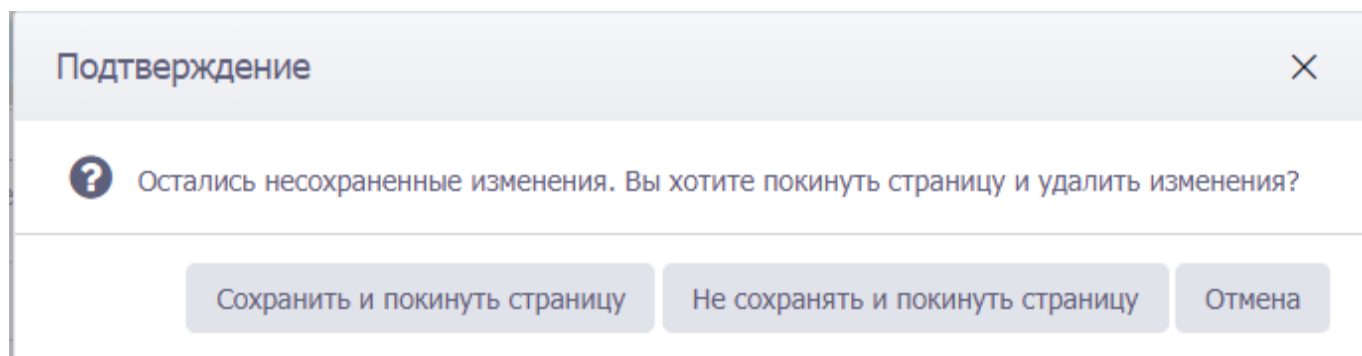 Подтверждение
Остались несохраненные изменения. Вы хотите покинуть страницу и удалить изменения?
Сохранить и покинуть страницу Не сохранять и покинуть страницу Отмена